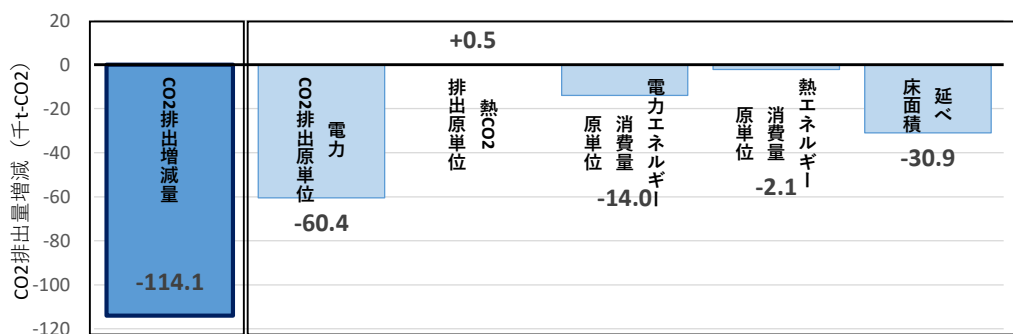 CO2排出量増減（千t-CO2）
20
0
-20
-40
-60
-80
-100
-120
CO2排出増減量
-114.1
電力
CO2排出原単位
-60.4
+0.5
熱CO2
排出原単位
電力エネルギー
消費量
原単位
-14.0
熱エネルギー
消費量
原単位
-2.1
延べ
床面積
-30.9